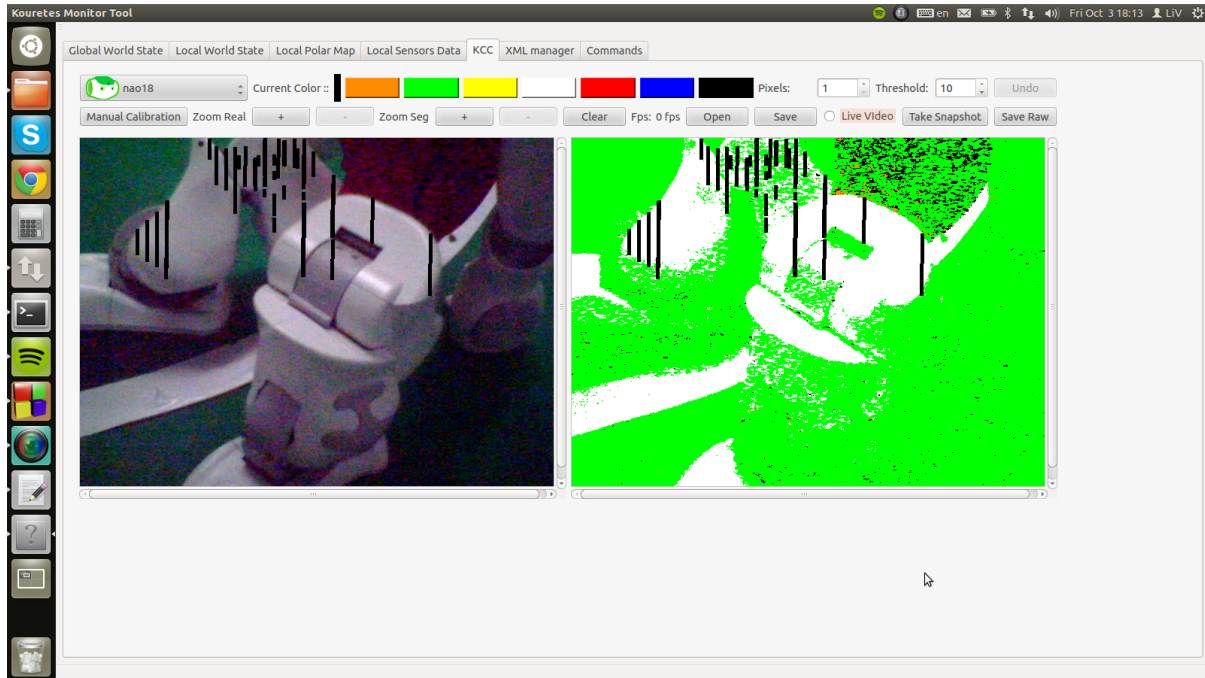 Kouretes Monitor Tool
en
Fri Oct 3 18:13
LiV
Global World State
Local World State
Local Polar Map
Local Sensors Data
KCC
XML manager
Commands
nao18
Current Color ::
Pixels:
1
Threshold:
10
Undo
Manual Calibration
Zoom Real
+
-
Zoom Seg
+
-
Clear
Fps: 0 fps
Open
Save
Live VIdeo
Take Snapshot
Save Raw
S
>_
?